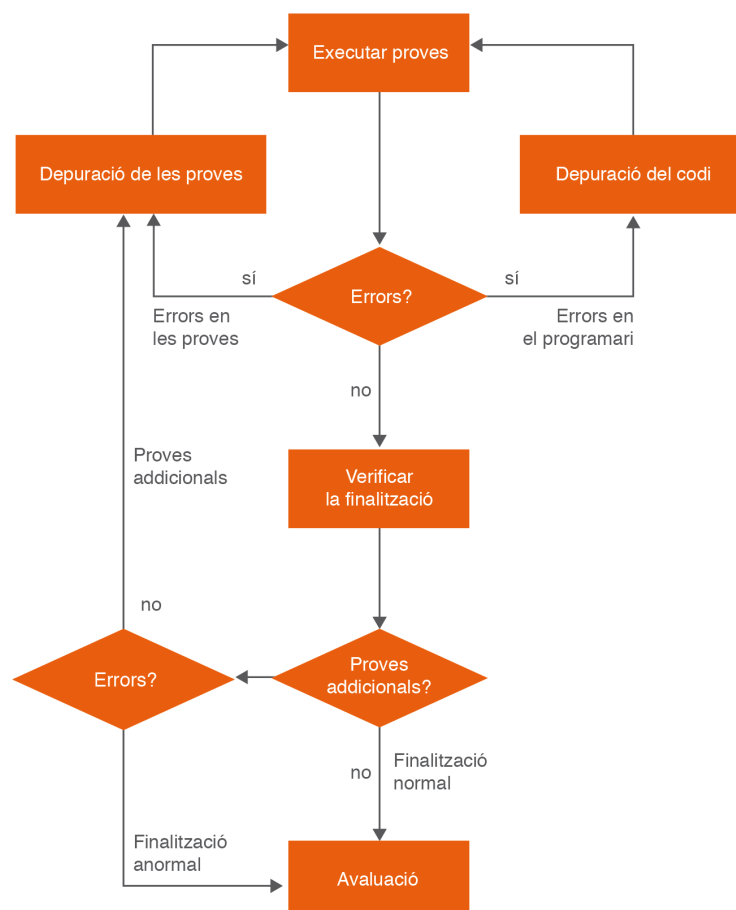 Executar proves
Depuració de les proves
Depuració del codi
sí
Errors?
sí
Errors en
les proves
Errors en
el programari
no
Proves
addicionals
Verificar
la finalització
no
Errors?
Proves
addicionals?
no
Finalització
normal
Finalització
anormal
Avaluació